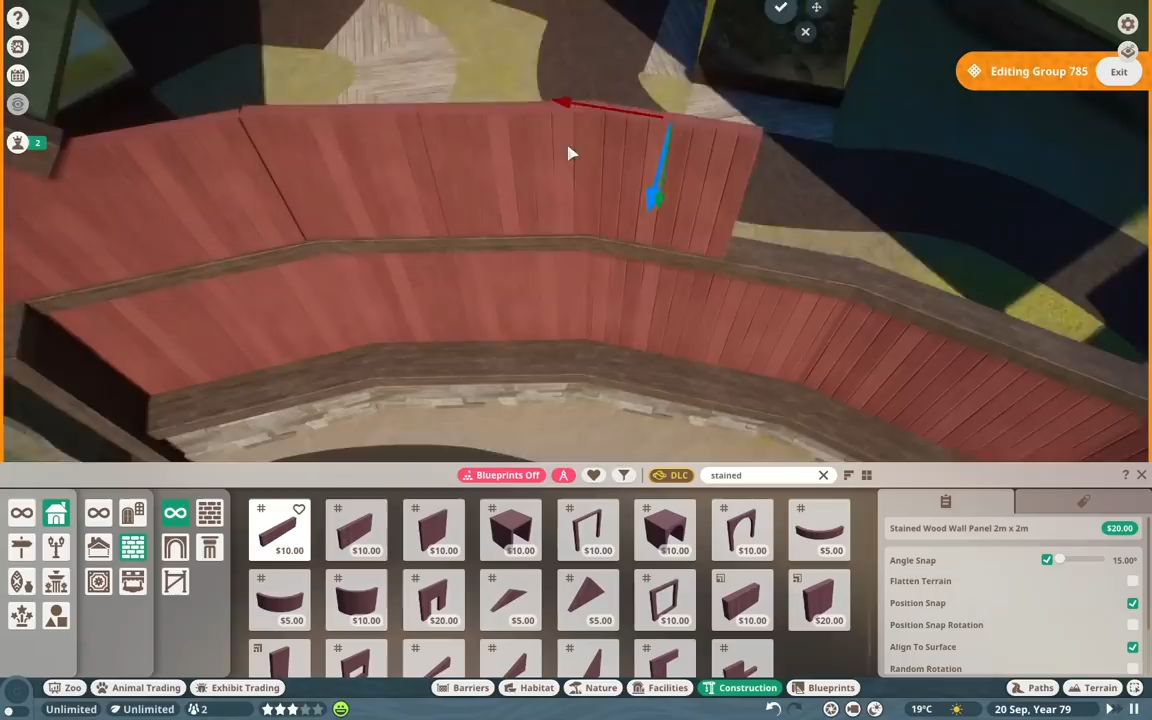 ?
Editing Group 785
Exit
2
Blueprints Off
DLC
stained
?
$10.00
$10.00
$10.00
$10.00
$10.00
$10.00
$10.00
$5.00
$5.00
$10.00
$20.00
$5.00
$5.00
$10.00
$10.00
$20.00
Stained Wood Wall Panel 2m x 2m
$20.00
Angle Snap
15.00°
Flatten Terrain
Position Snap
Position Snap Rotation
Align To Surface
Random Rotation
Zoo
Animal Trading
Exhibit Trading
Barriers
Habitat
Nature
Facilities
Construction
Blueprints
Paths
Terrain
Unlimited
Unlimited
2
19°C
20 Sep, Year 79